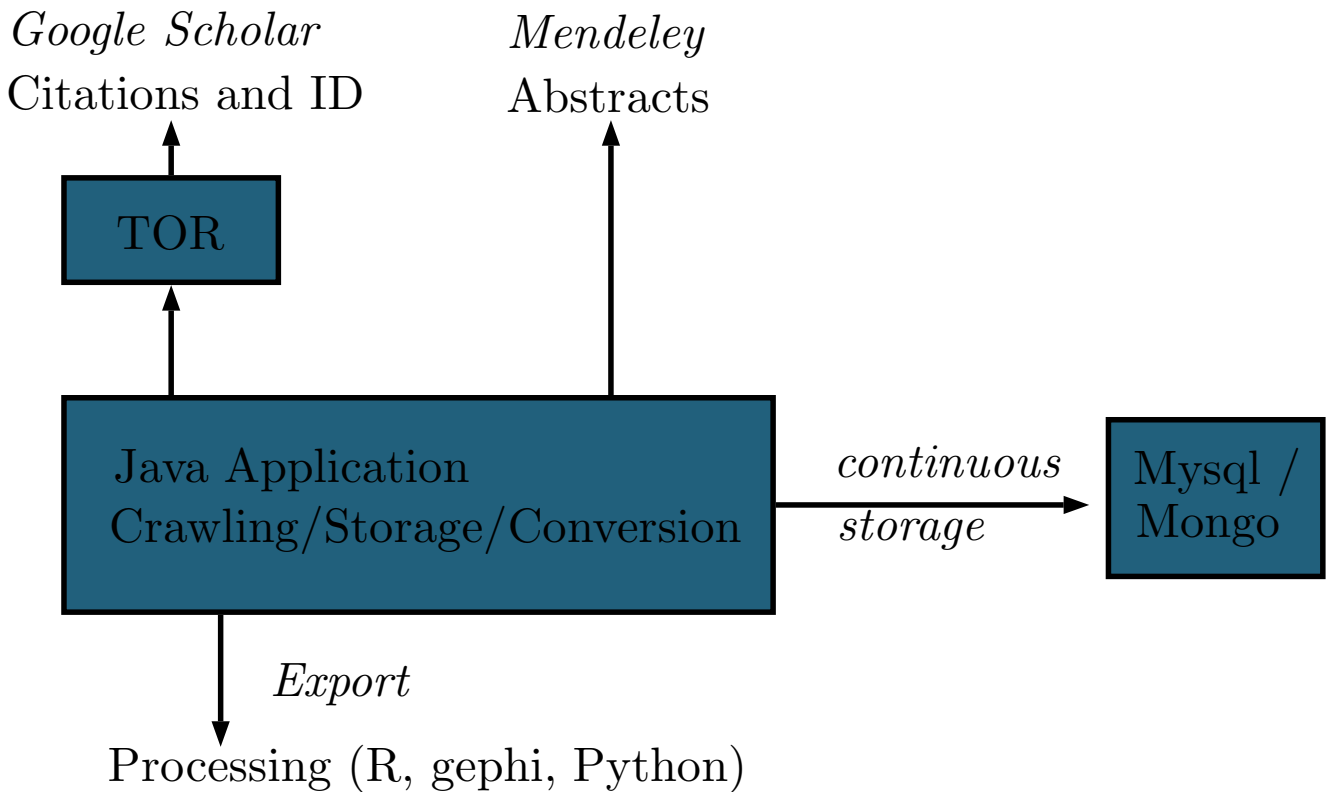 Google Scholar
Citations and ID
Mendeley
Abstracts
TOR
Java Application
Crawling/Storage/Conversion
continuous
storage
Mysql /
Mongo
Export
Processing (R, gephi, Python)